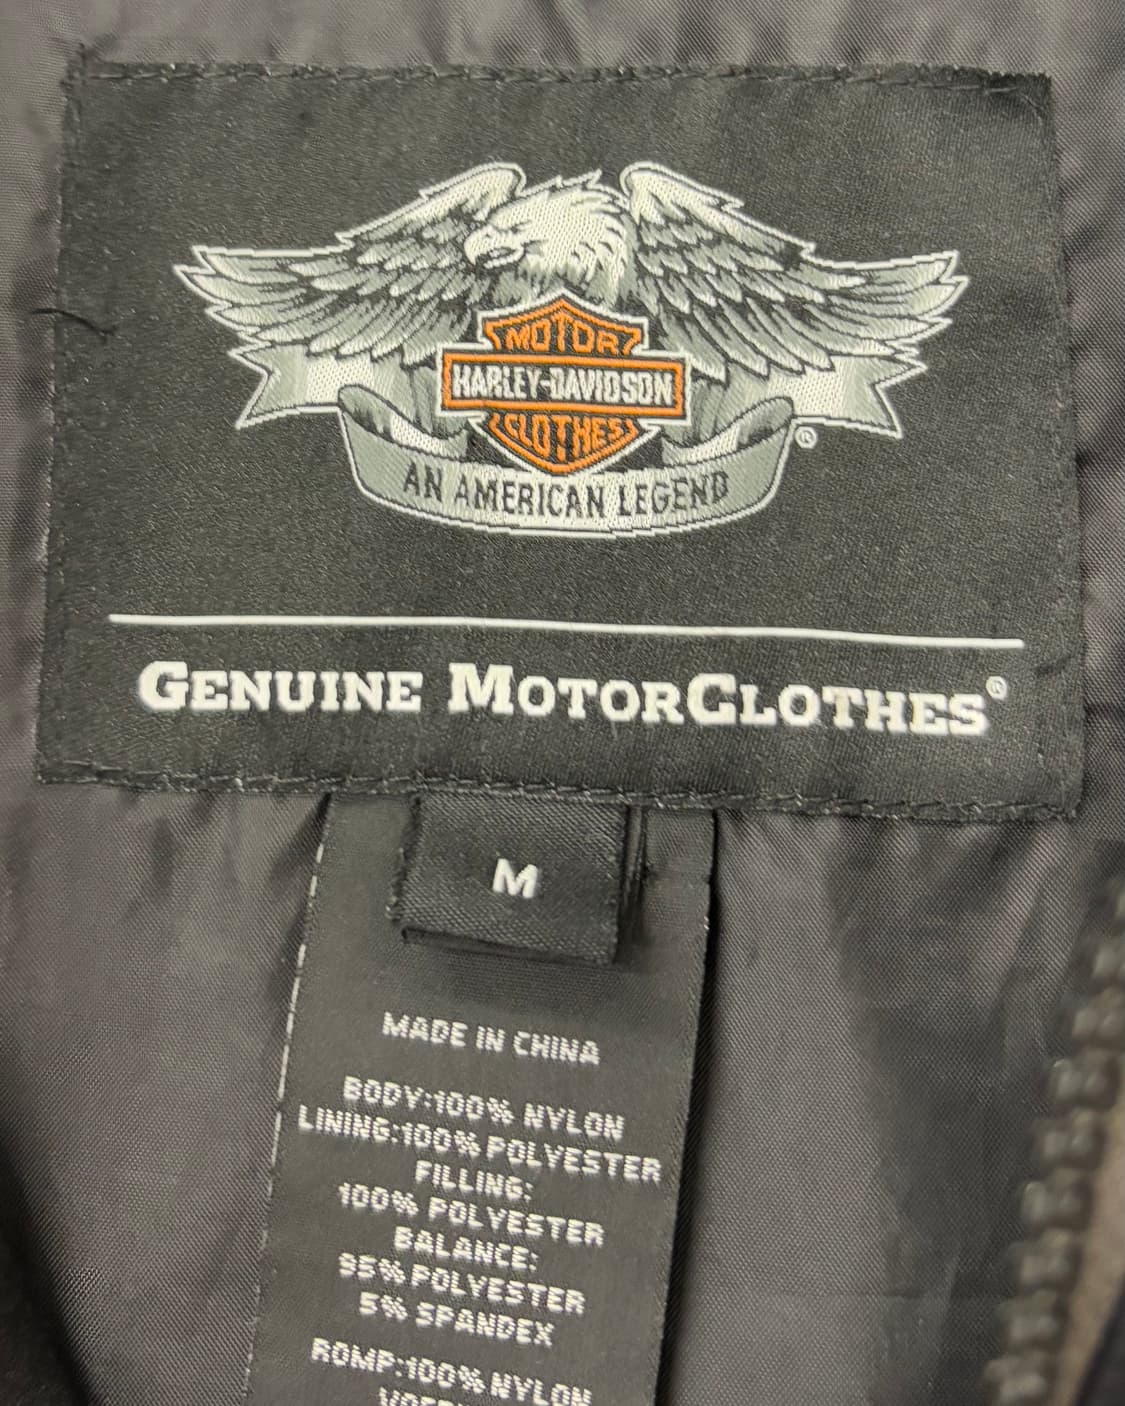 MOTOR
HARLEY-DAVIDSON
CLOTHES
®
AN AMERICAN LEGEND
GENUINE MOTORCLOTHES®
M
MADE IN CHINA
BODY:100% NYLON
LINING:100% POLYESTER
FILLING:
100% POLYESTER
BALANCE:
95% POLYESTER
5% SPANDEX
ROMP:100% NYLON